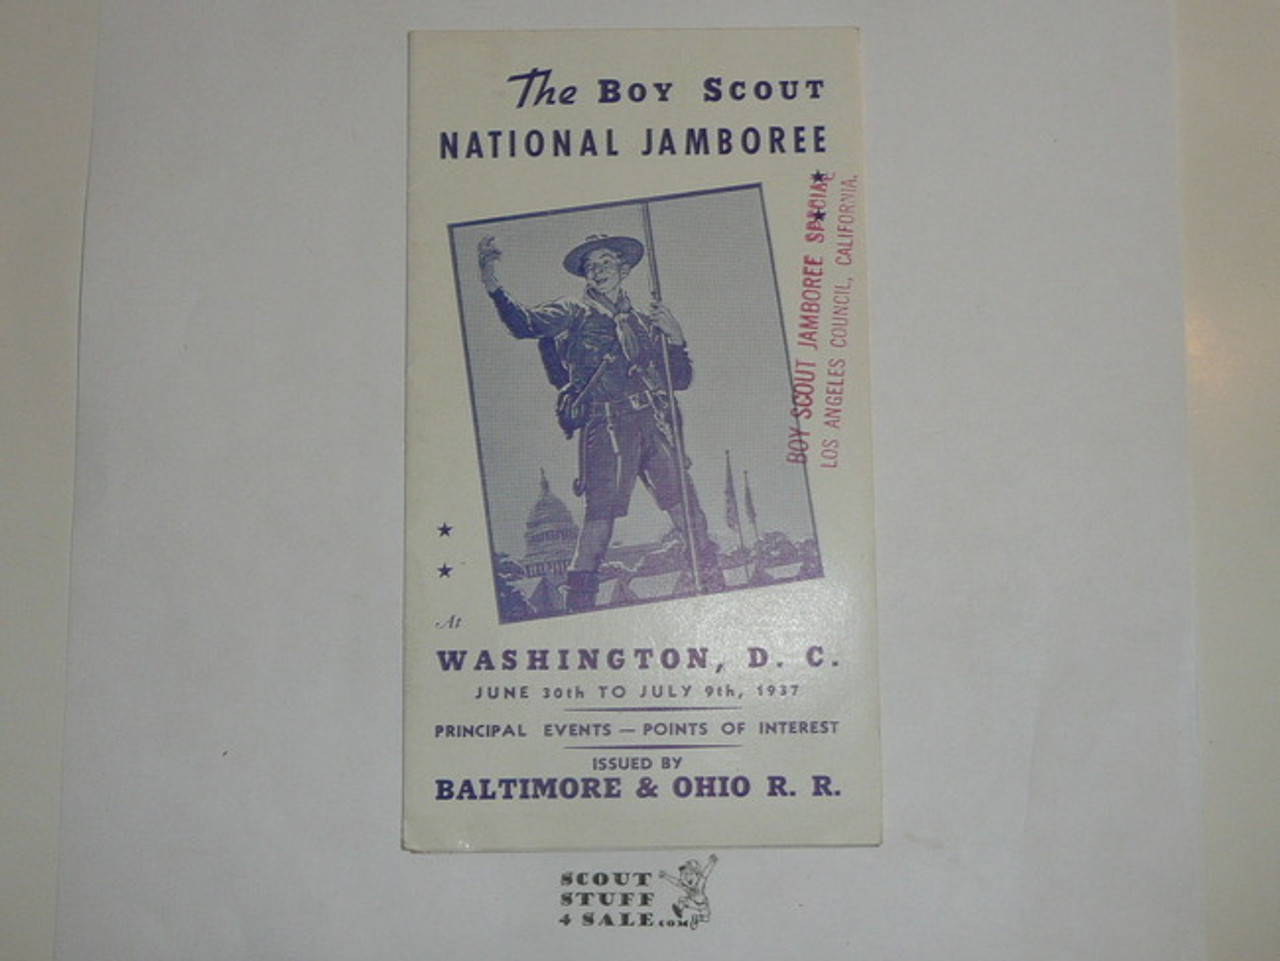 The BOY SCOUT
NATIONAL JAMBOREE
BOY SCOUT JAMBOREE SPECIAL
LOS ANGELES COUNCIL, CALIFORNIA.
At
WASHINGTON, D. C.
JUNE 30th TO JULY 9th, 1937
PRINCIPAL EVENTS — POINTS OF INTEREST
ISSUED BY
BALTIMORE & OHIO R. R.
SCOUT
STUFF
4 SALE.COM